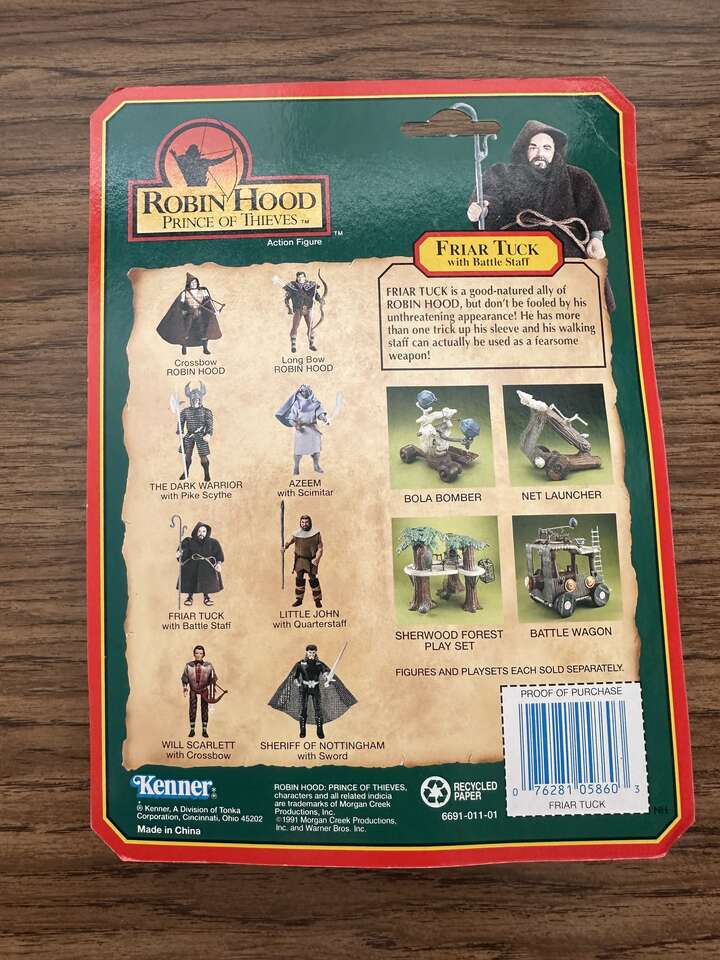 ROBIN HOOD
PRINCE OF THIEVES TM
TM
Action Figure
FRIAR TUCK
with Battle Staff
FRIAR TUCK is a good-natured ally of
ROBIN HOOD, but don't be fooled by his
unthreatening appearance! He has more
than one trick up his sleeve and his walking
staff can actually be used as a fearsome
weapon!
Crossbow
ROBIN HOOD
Long Bow
ROBIN HOOD
THE DARK WARRIOR
with Pike Scythe
AZEEM
with Scimitar
FRIAR TUCK
with Battle Staff
LITTLE JOHN
with Quarterstaff
WILL SCARLETT
with Crossbow
SHERIFF OF NOTTINGHAM
with Sword
BOLA BOMBER
NET LAUNCHER
SHERWOOD FOREST
PLAY SET
BATTLE WAGON
FIGURES AND PLAYSETS EACH SOLD SEPARATELY.
PROOF OF PURCHASE
0 76281 05860 3
FRIAR TUCK
Kenner®
® Kenner, A Division of Tonka
Corporation, Cincinnati, Ohio 45202
Made in China
ROBIN HOOD: PRINCE OF THIEVES,
characters and all related indicia
are trademarks of Morgan Creek
Productions, Inc.
©1991 Morgan Creek Productions,
Inc. and Warner Bros. Inc.
RECYCLED
PAPER
6691-011-01